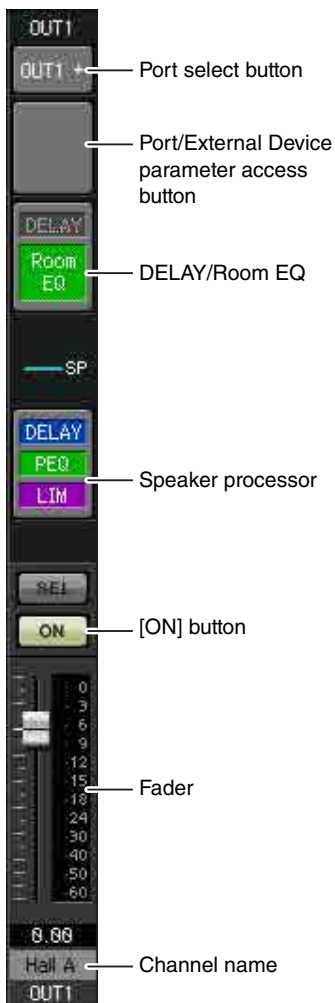 OUT1
OUT1 +
Port select button
Port/External Device
parameter access
button
DELAY
Room
EQ
DELAY/Room EQ
SP
DELAY
PEQ
LIM
Speaker processor
SEL
ON
[ON] button
0
3
6
9
12
15
18
24
30
40
50
60
Fader
0.00
Hall A
Channel name
OUT1